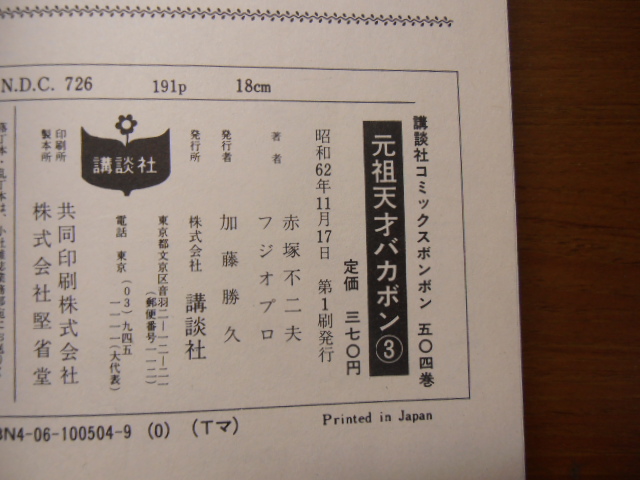 N.D.C. 726 191p 18cm
講談社コミックスボンボン 五〇四巻
元祖天才バカボン③
定価 三七〇円
昭和62年11月17日 第1刷発行
著者 赤塚不二夫
フジオプロ
発行者 加藤勝久
発行所 株式会社 講談社
東京都文京区音羽二—一二—二一
(郵便番号一一二)
電話 東京 (03) 九四五
一一一一 (大代表)
講談社
印刷所 共同印刷株式会社
製本所 株式会社堅省堂
BN4-06-100504-9 (0) (Tマ)
Printed in Japan